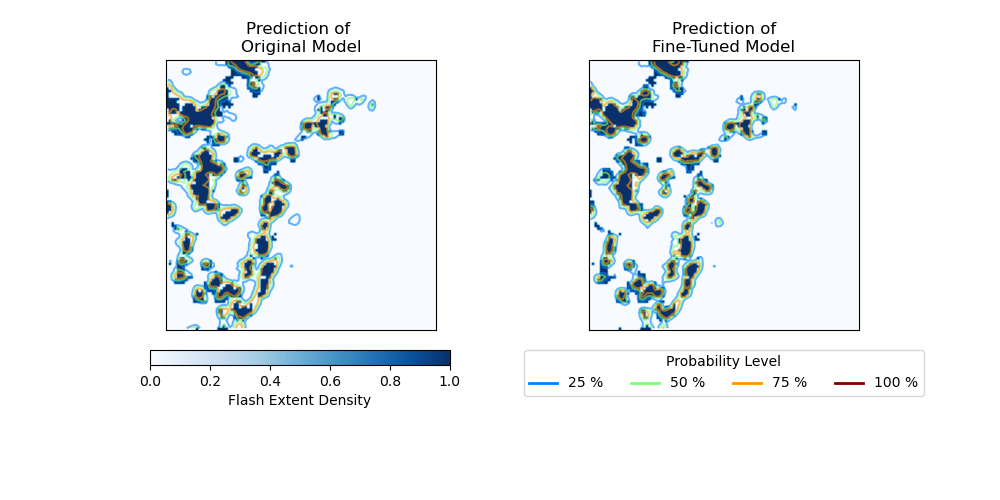 Prediction of
Original Model
Prediction of
Fine-Tuned Model
0.0 0.2 0.4 0.6 0.8 1.0
Flash Extent Density
Probability Level
25 % 50 % 75 % 100 %